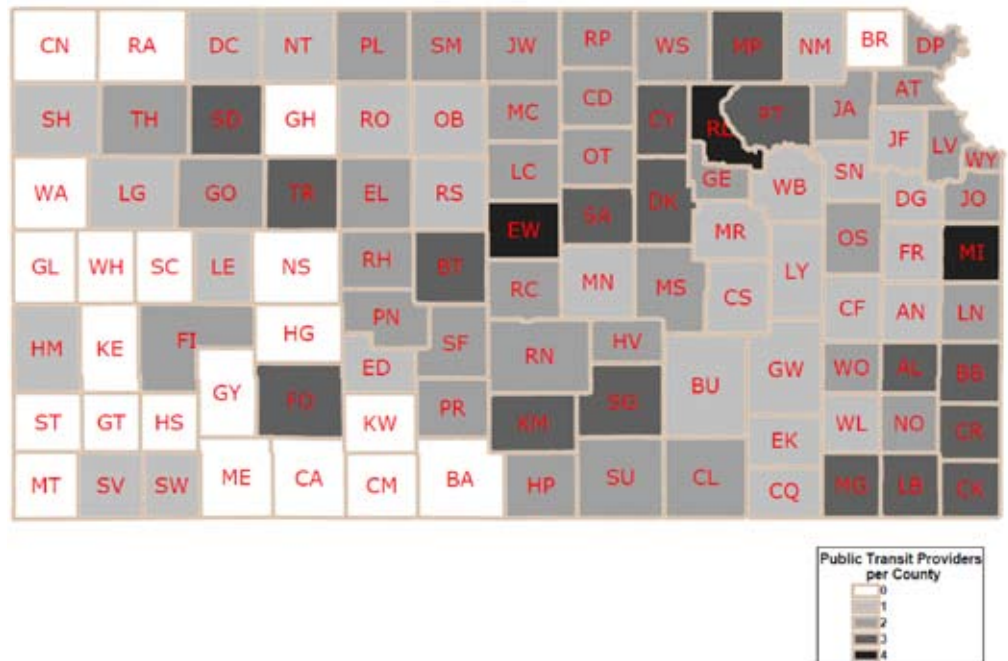 CN RA DC NT PL SM JW RP WS MP NM BR DP
SH TH SD GH RO OB MC CD CY RL PT JA AT
JF LV WY
WA LG GO TR EL RS LC OT DK GE WB SN DG JO
EW SA MR OS FR MI
GL WH SC LE NS RH BT RC MN MS CS LY CF AN LN
HM KE FI HG PN SF RN HV
ED BU GW WO AL BB
ST GT HS GY FO KW PR KM SG WL NO CR
EK
MT SV SW ME CA CM BA HP SU CL CQ MG LB CK
Public Transit Providers
per County
0
1
2
3
4